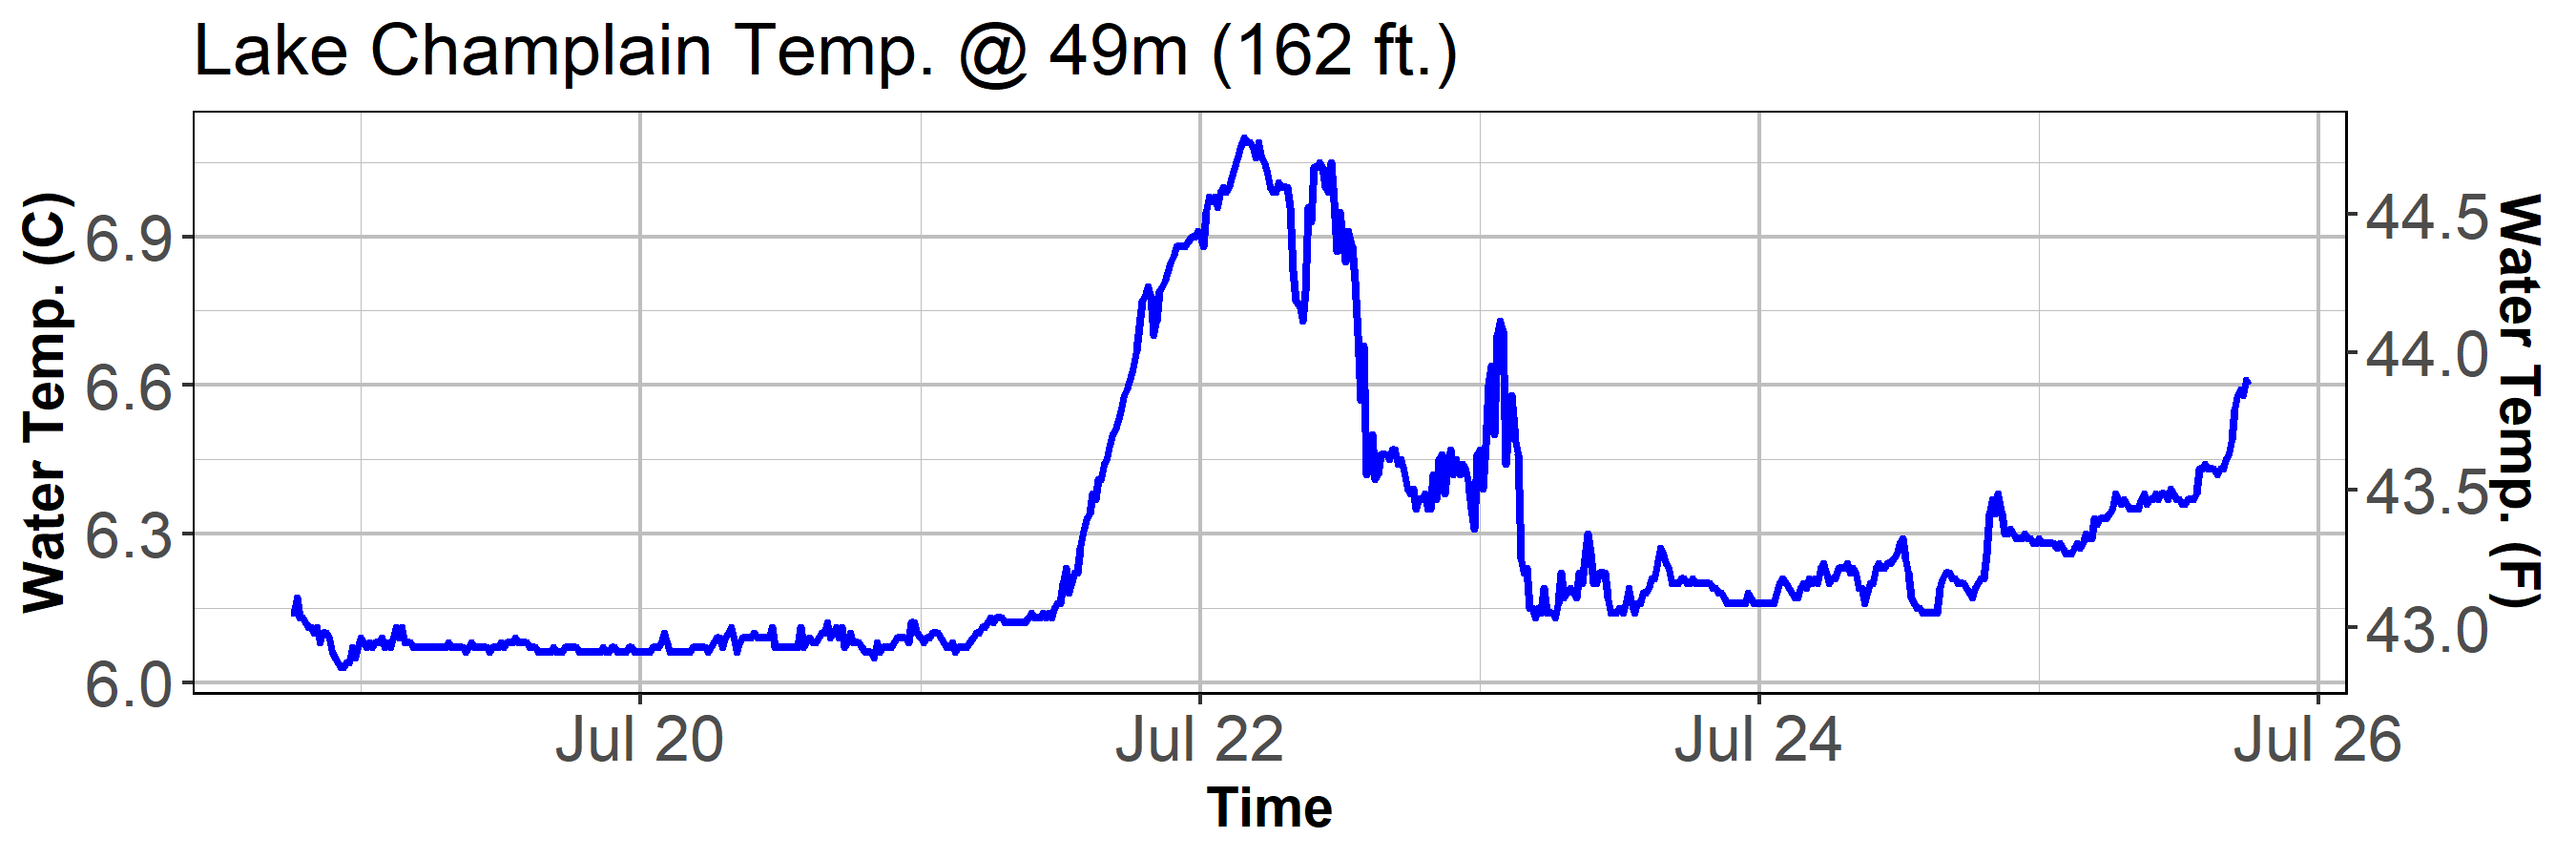 Lake Champlain Temp. @ 49m (162 ft.)
Water Temp. (C)
6.9
6.6
6.3
6.0
44.5
44.0
43.5
43.0
Water Temp. (F)
Jul 20
Jul 22
Jul 24
Jul 26
Time